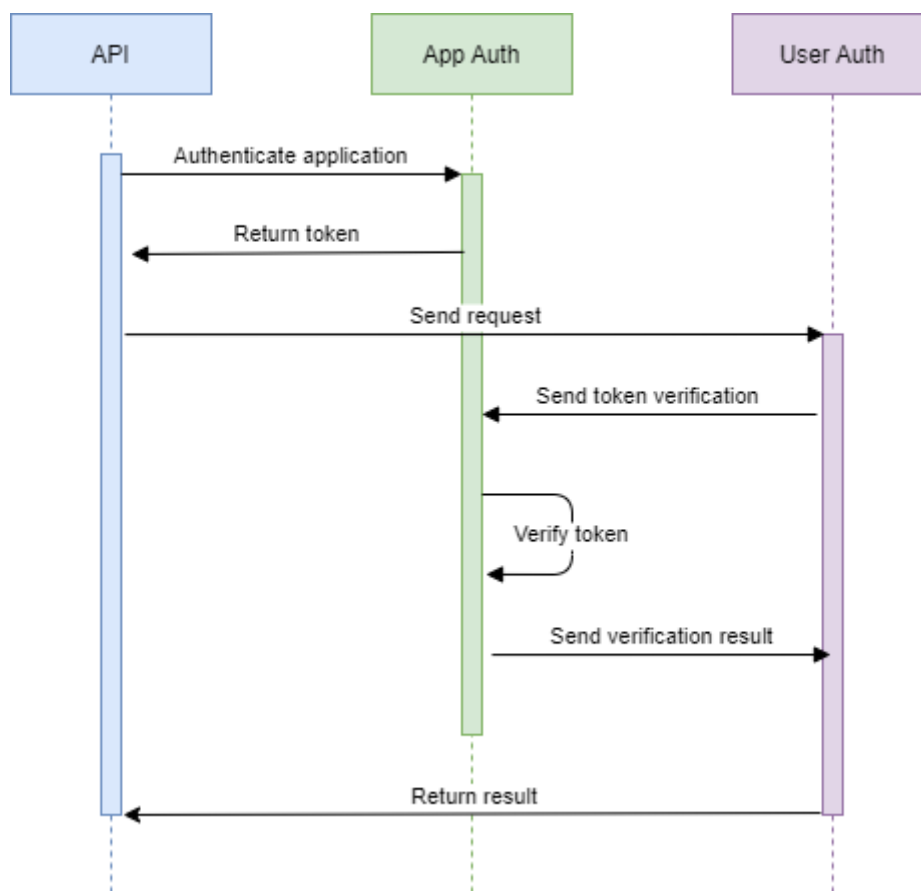 API
App Auth
User Auth
Authenticate application
Return token
Send request
Send token verification
Verify token
Send verification result
Return result